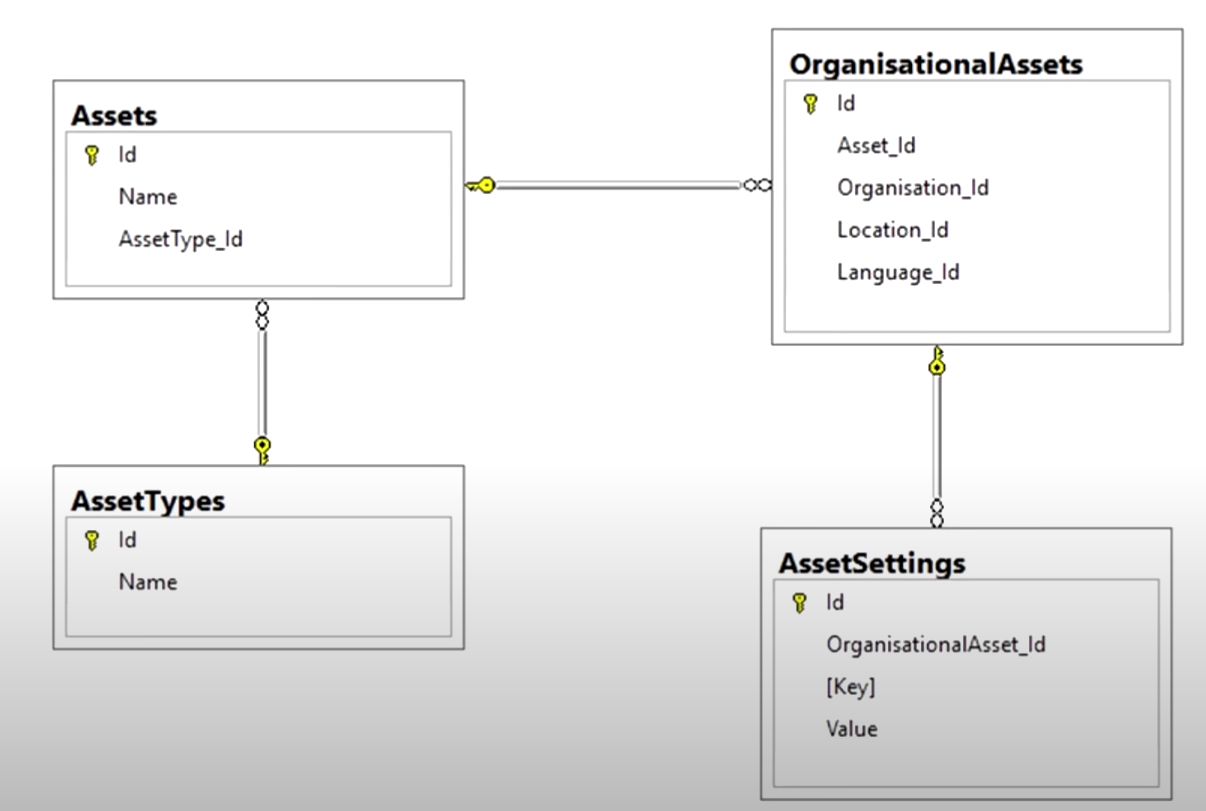 Assets
Id
Name
AssetType_Id
OrganisationalAssets
Id
Asset_Id
Organisation_Id
Location_Id
Language_Id
AssetTypes
Id
Name
AssetSettings
Id
OrganisationalAsset_Id
[Key]
Value